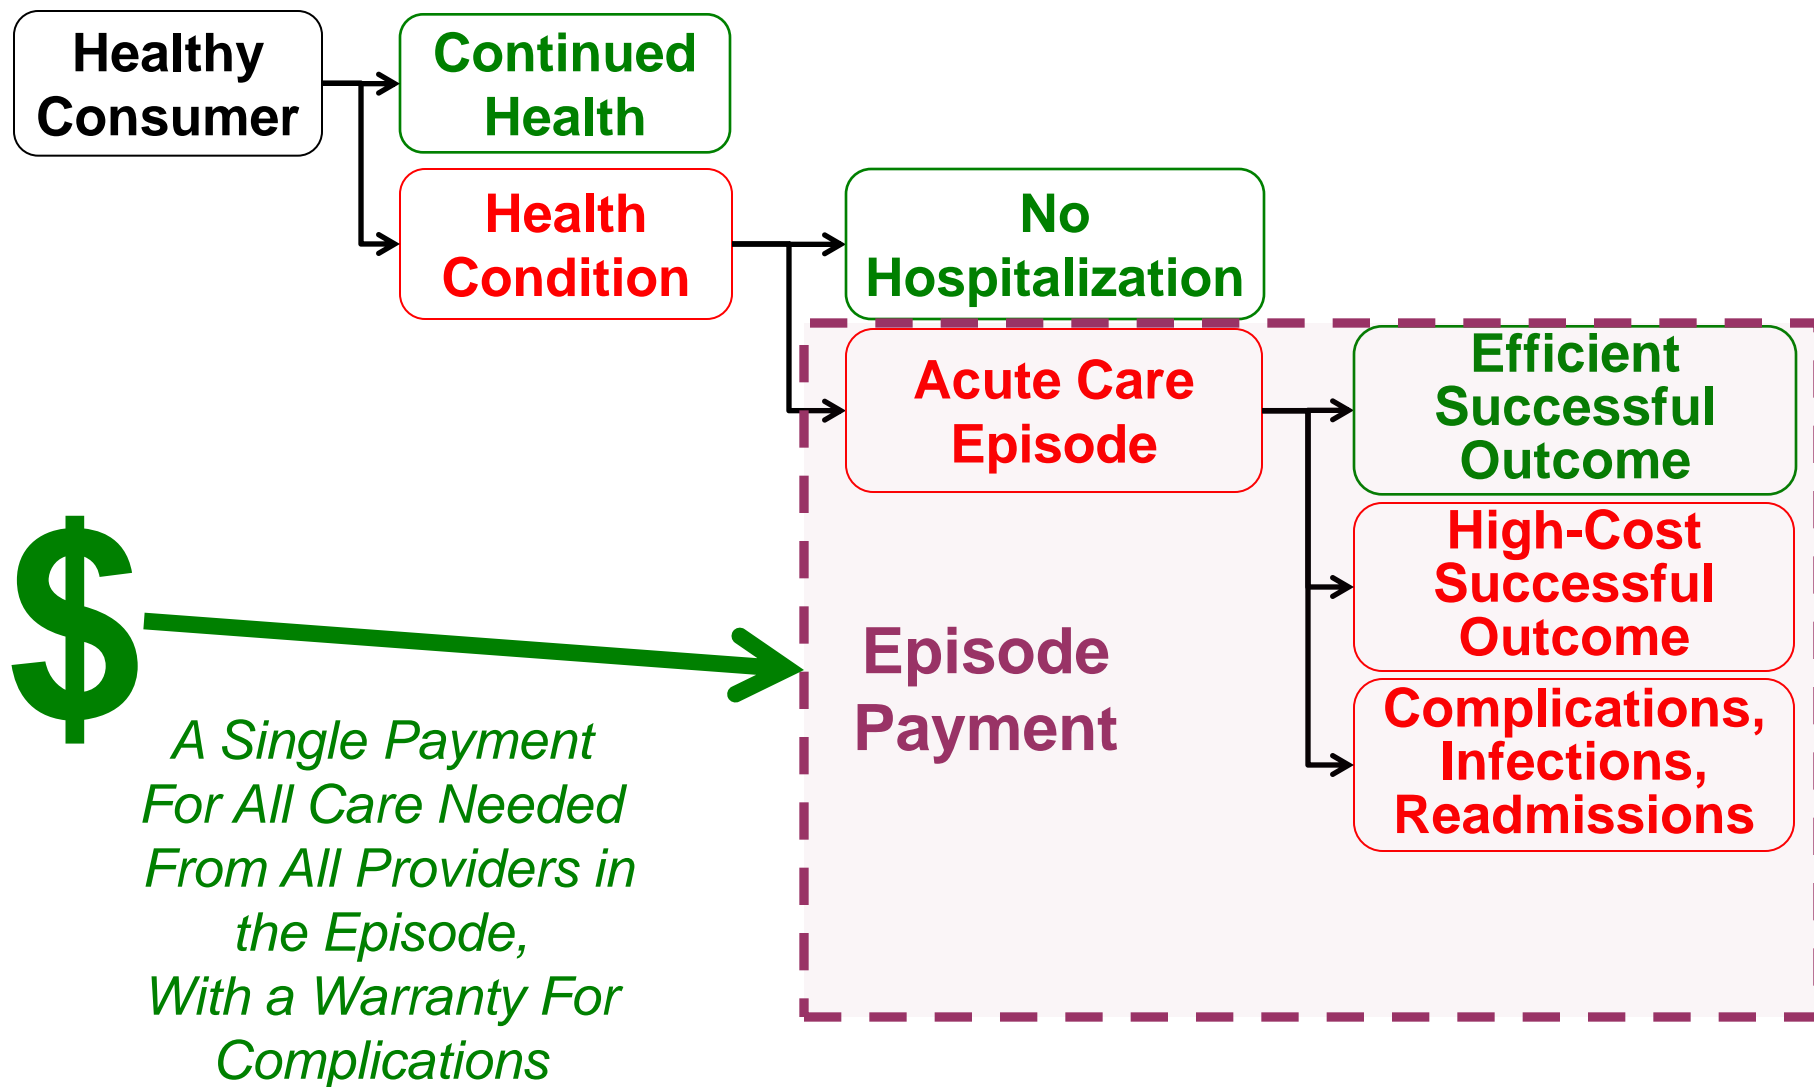 Healthy
Consumer
Continued
Health
Health
Condition
No
Hospitalization
Acute Care
Episode
Efficient
Successful
Outcome
High-Cost
Successful
Outcome
Complications,
Infections,
Readmissions
Episode
Payment
$
A Single Payment
For All Care Needed
From All Providers in
the Episode,
With a Warranty For
Complications